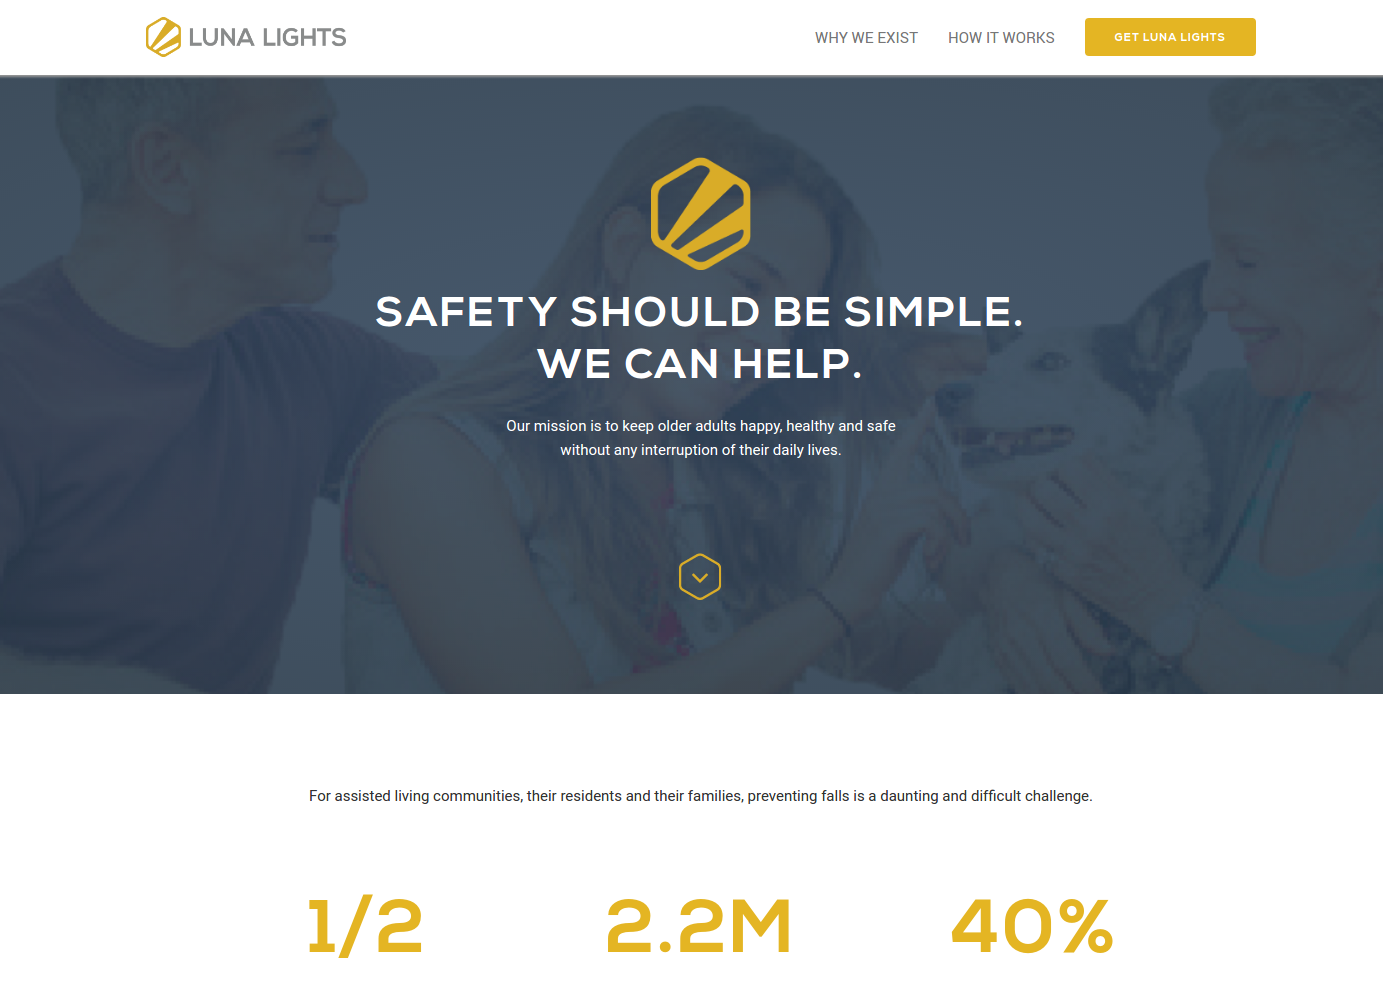 LUNA LIGHTS
WHY WE EXIST
HOW IT WORKS
GET LUNA LIGHTS
SAFETY SHOULD BE SIMPLE.
WE CAN HELP.
Our mission is to keep older adults happy, healthy and safe
without any interruption of their daily lives.
For assisted living communities, their residents and their families, preventing falls is a daunting and difficult challenge.
1/2
2.2M
40%